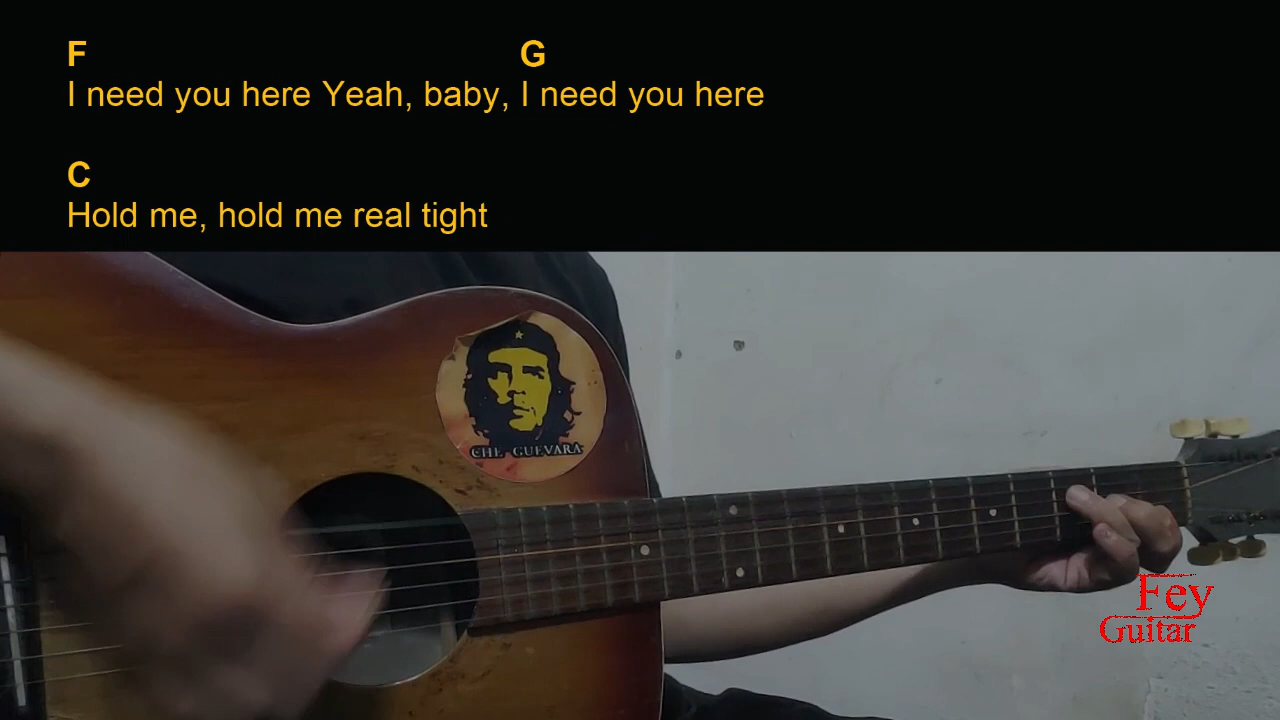 F G
I need you here Yeah, baby, I need you here
C
Hold me, hold me real tight
CHE GUEVARA
Fey
Guitar